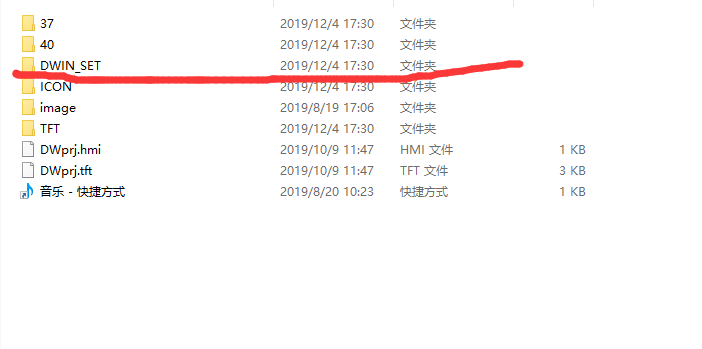 37 2019/12/4 17:30 文件夹
40 2019/12/4 17:30 文件夹
DWIN_SET 2019/12/4 17:30 文件夹
ICON 2019/12/4 17:30 文件夹
image 2019/8/19 17:06 文件夹
TFT 2019/12/4 17:30 文件夹
DWprj.hmi 2019/10/9 11:47 HMI 文件 1 KB
DWprj.tft 2019/10/9 11:47 TFT 文件 3 KB
音乐 - 快捷方式 2019/8/20 10:23 快捷方式 1 KB